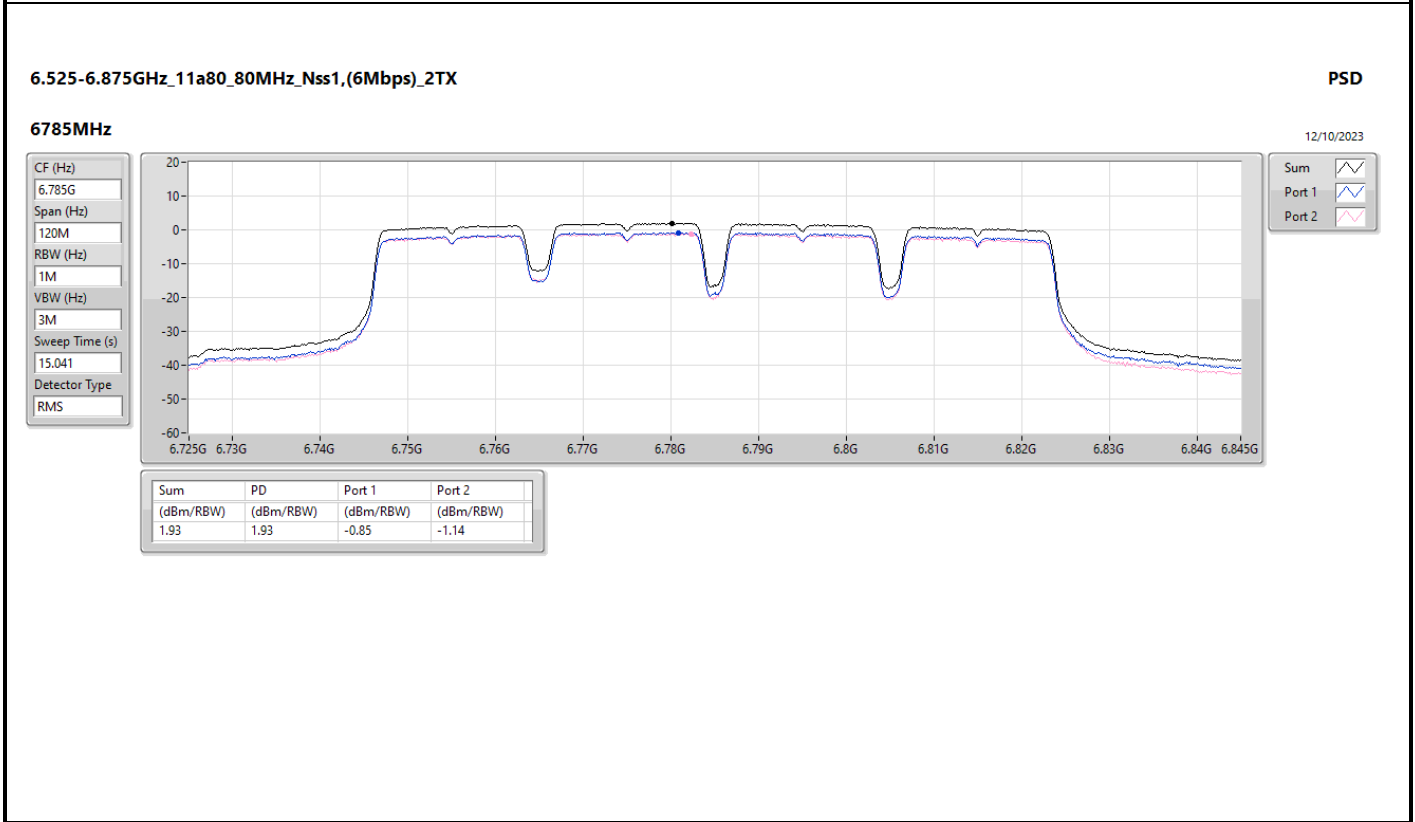 6.525-6.875GHz_11a80_80MHz_Nss1,(6Mbps)_2TX
PSD
6785MHz
12/10/2023
CF (Hz)
6.785G
Span (Hz)
120M
RBW (Hz)
1M
VBW (Hz)
3M
Sweep Time (s)
15.041
Detector Type
RMS
20
10
0
-10
-20
-30
-40
-50
-60
6.725G 6.73G 6.74G 6.75G 6.76G 6.77G 6.78G 6.79G 6.8G 6.81G 6.82G 6.83G 6.84G 6.845G
Sum
Port 1
Port 2
Sum PD Port 1 Port 2
(dBm/RBW) (dBm/RBW) (dBm/RBW) (dBm/RBW)
1.93 1.93 -0.85 -1.14